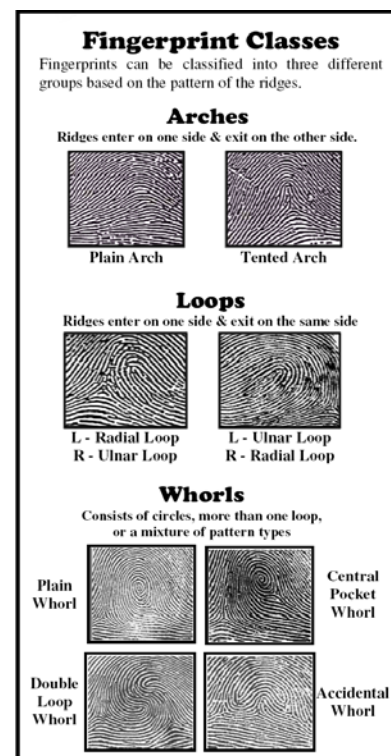 Fingerprint Classes
Fingerprints can be classified into three different
groups based on the pattern of the ridges.
Arches
Ridges enter on one side & exit on the other side.
Plain Arch
Tented Arch
Loops
Ridges enter on one side & exit on the same side
L - Radial Loop
R - Ulnar Loop
L - Ulnar Loop
R - Radial Loop
Whorls
Consists of circles, more than one loop,
or a mixture of pattern types
Plain
Whorl
Central
Pocket
Whorl
Double
Loop
Whorl
Accidental
Whorl